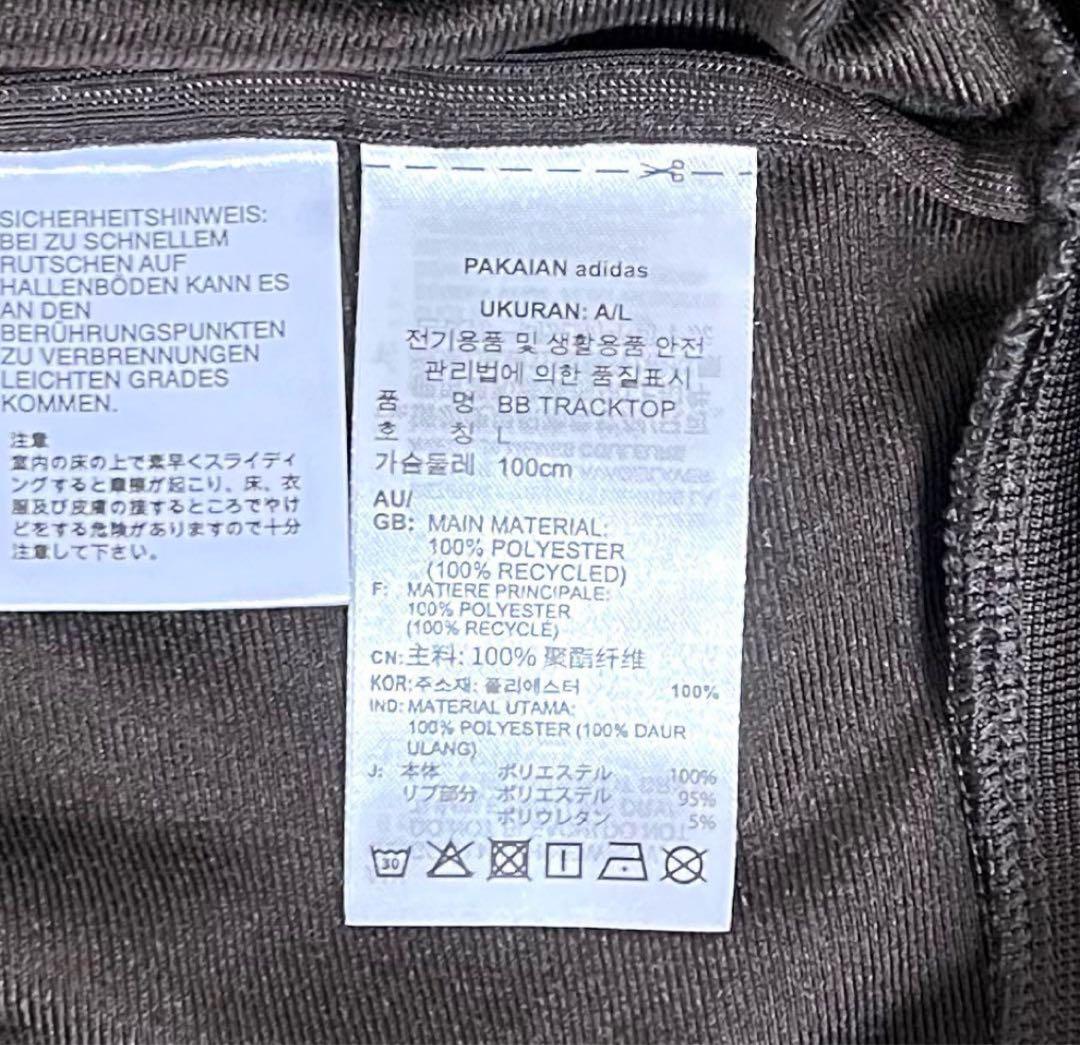 SICHERHEITSHINWEIS:
BEI ZU SCHNELLEM
RUTSCHEN AUF
HALLENBÖDEN KANN ES
AN DEN
BERÜHRUNGSPUNKTEN
ZU VERBRENNUNGEN
LEICHTEN GRADES
KOMMEN.
注意
室内の床の上で素早くスライディ
ングすると摩擦が起こり、床、衣
服及び皮膚の接するところでやけ
どをする危険がありますので十分
注意して下さい。
PAKAIAN adidas
UKURAN: A/L
전기용품 및 생활용품 안전
관리법에 의한 품질표시
품 명 BB TRACKTOP
호 칭 L
가슴둘레 100cm
AU/
GB: MAIN MATERIAL:
100% POLYESTER
(100% RECYCLED)
F: MATIERE PRINCIPALE:
100% POLYESTER
(100% RECYCLE)
CN: 主料: 100% 聚酯纤维
KOR: 주소재: 폴리에스터 100%
IND: MATERIAL UTAMA:
100% POLYESTER (100% DAUR
ULANG)
J: 本体 ポリエステル 100%
リブ部分 ポリエステル 95%
ポリウレタン 5%
30